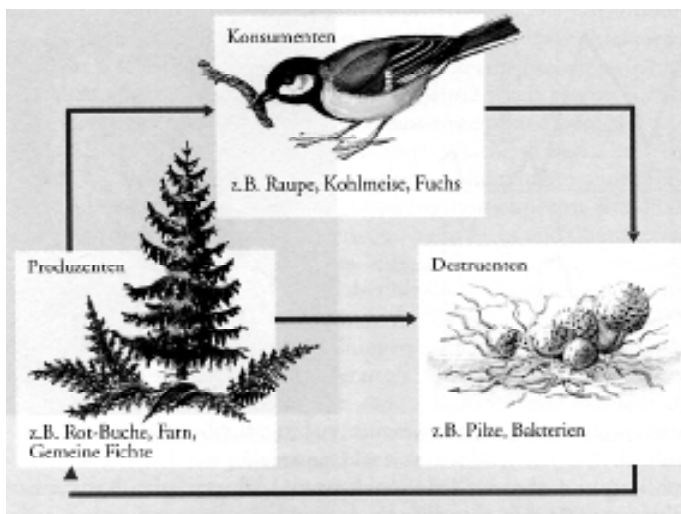 Konsumenten
z.B. Raupe, Kohlmeise, Fuchs
Produzenten
z.B. Rot-Buche, Farn,
Gemeine Fichte
Destruenten
z.B. Pilze, Bakterien